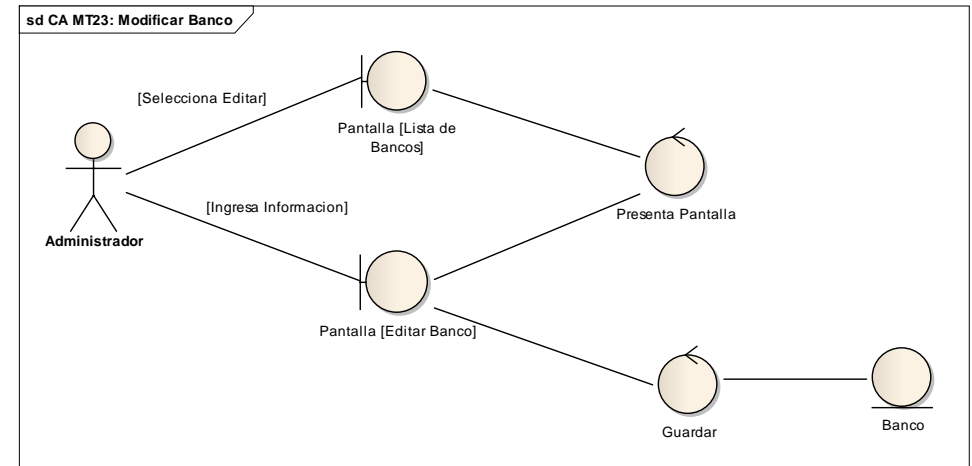 sd CA MT23: Modificar Banco
[Selecciona Editar]
Pantalla [Lista de
Bancos]
Presenta Pantalla
[Ingresa Informacion]
Administrador
Pantalla [Editar Banco]
Guardar
Banco